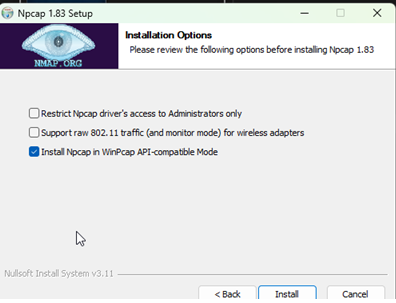 Npcap 1.83 Setup
Installation Options
Please review the following options before installing Npcap 1.83
NMAP.ORG
Restrict Npcap driver's access to Administrators only
Support raw 802.11 traffic (and monitor mode) for wireless adapters
Install Npcap in WinPcap API-compatible Mode
Nullsoft Install System v3.11
< Back
Install
Cancel